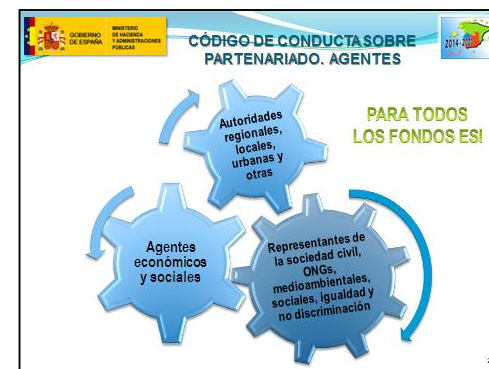 GOBIERNO
DE ESPAÑA
MINISTERIO
DE HACIENDA
Y ADMINISTRACIONES
PÚBLICAS
CÓDIGO DE CONDUCTA SOBRE
PARTENARIADO. AGENTES
PARA TODOS
LOS FONDOS ESI
Autoridades
regionales,
locales,
urbanas y
otras
Agentes
económicos
y sociales
Representantes de
la sociedad civil,
ONGs,
medioambientales,
sociales, igualdad y
no discriminación